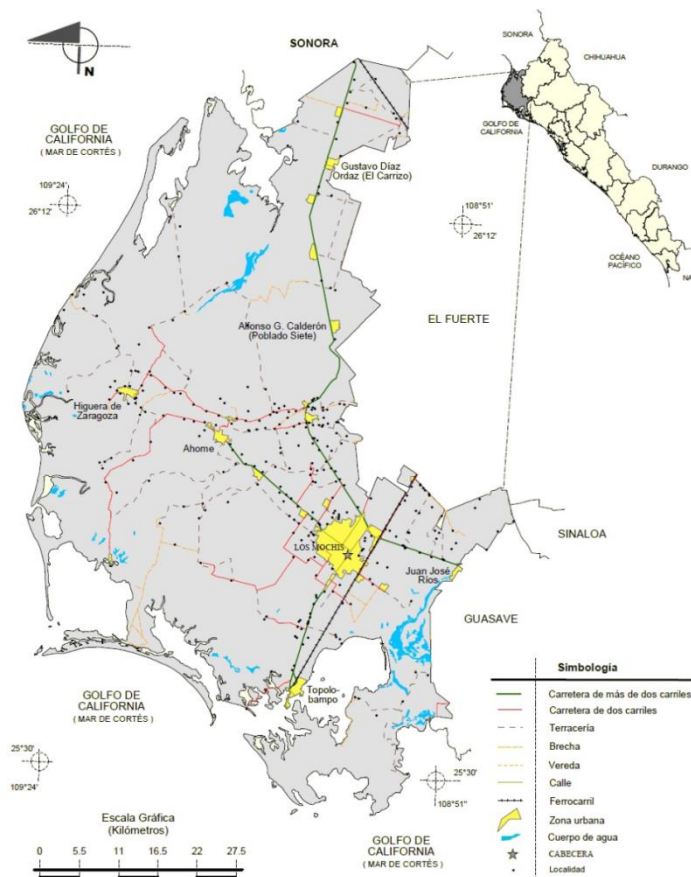 SONORA
N
SONORA
CHIHUAHUA
GOLFO DE
CALIFORNIA
DURANGO
OCÉANO
PACÍFICO
NA
GOLFO DE
CALIFORNIA
( MAR DE CORTÉS )
109°24'
26°12'
Gustavo Díaz
Ordaz (El Carrizo)
108°51'
26°12'
EL FUERTE
Alfonso G. Calderón
(Poblado Siete)
Higuera de
Zaragoza
Ahome
LOS MOCHIS
SINALOA
Juan José
Ríos
GUASAVE
Topolo-
bampo
GOLFO DE
CALIFORNIA
( MAR DE CORTÉS )
25°30'
109°24'
25°30'
108°51"
Escala Gráfica
(Kilómetros)
0 5.5 11 16.5 22 27.5
GOLFO DE
CALIFORNIA
( MAR DE CORTÉS )
Simbología
Carretera de más de dos carriles
Carretera de dos carriles
Terracería
Brecha
Vereda
Calle
Ferrocarril
Zona urbana
Cuerpo de agua
CABECERA
Localidad